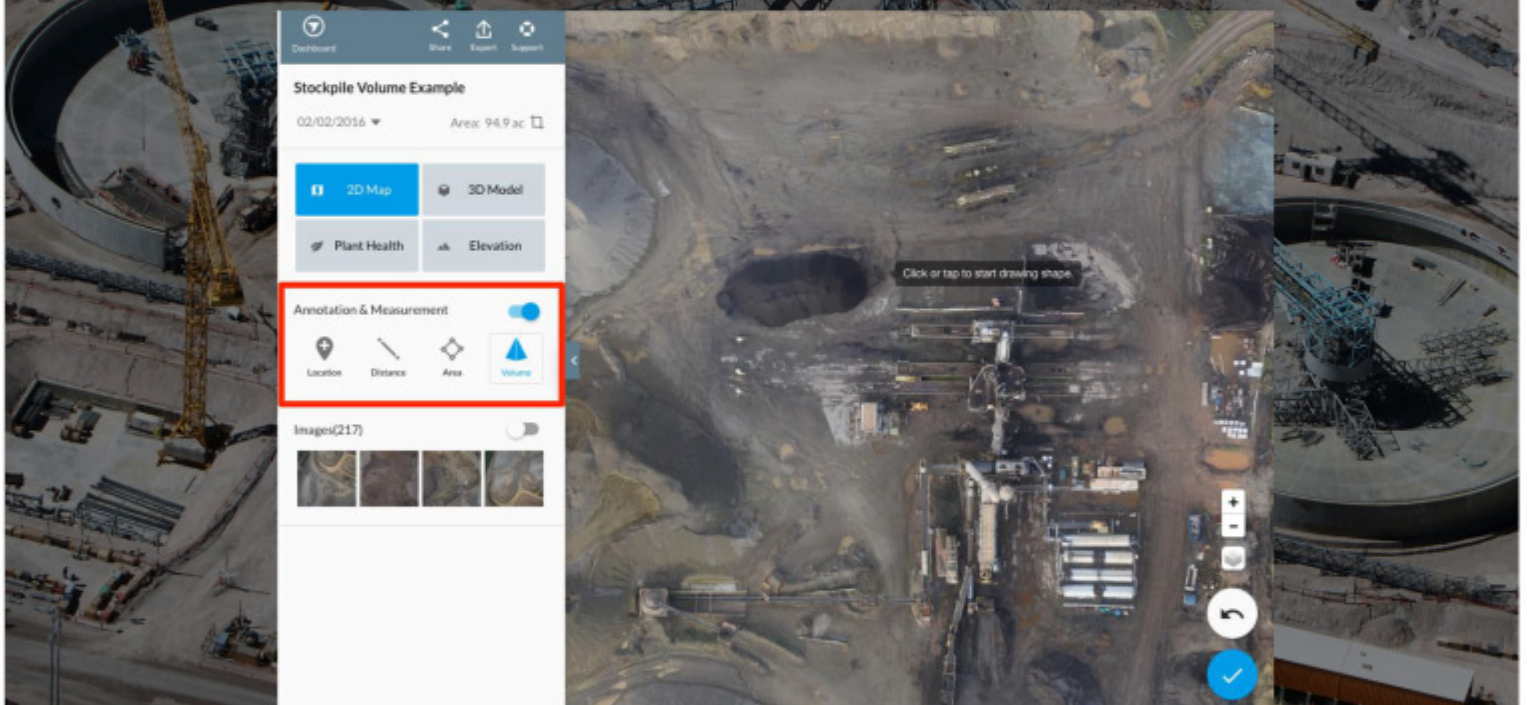 Dashboard
Share Export Support
Stockpile Volume Example
02/02/2016 Area: 94.9 ac
2D Map 3D Model
Plant Health Elevation
Click or tap to start drawing shape.
Annotation & Measurement
Location Distance Area Volume
Images(217)
+
-